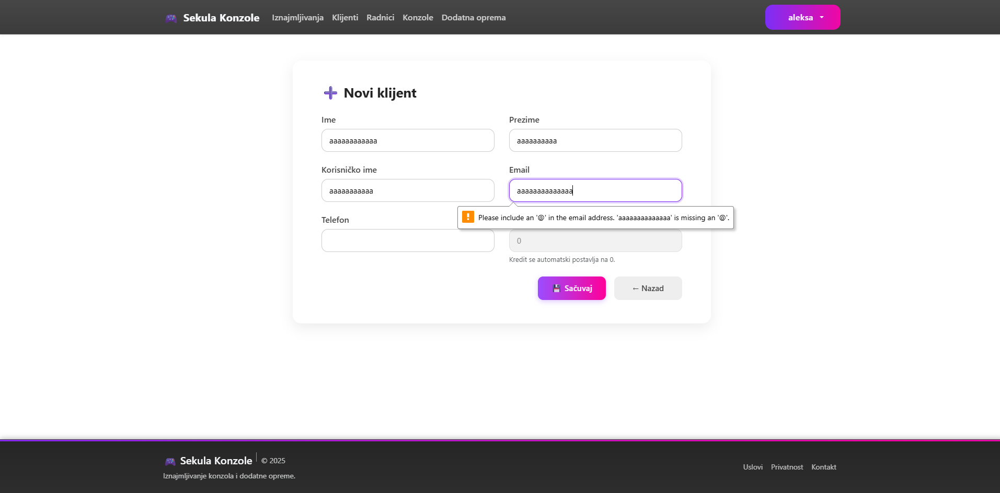 Sekula Konzole Iznajmljivanja Klijenti Radnici Konzole Dodatna oprema aleksa
Novi klijent
Ime Prezime
aaaaaaaaaaaa aaaaaaaaaa
Korisničko ime Email
aaaaaaaaaaa aaaaaaaaaaaaaa
Please include an '@' in the email address. 'aaaaaaaaaaaaaa' is missing an '@'.
Telefon
0
Kredit se automatski postavlja na 0.
Sačuvaj ← Nazad
Sekula Konzole © 2025
Iznajmljivanje konzola i dodatne opreme.
Uslovi Privatnost Kontakt